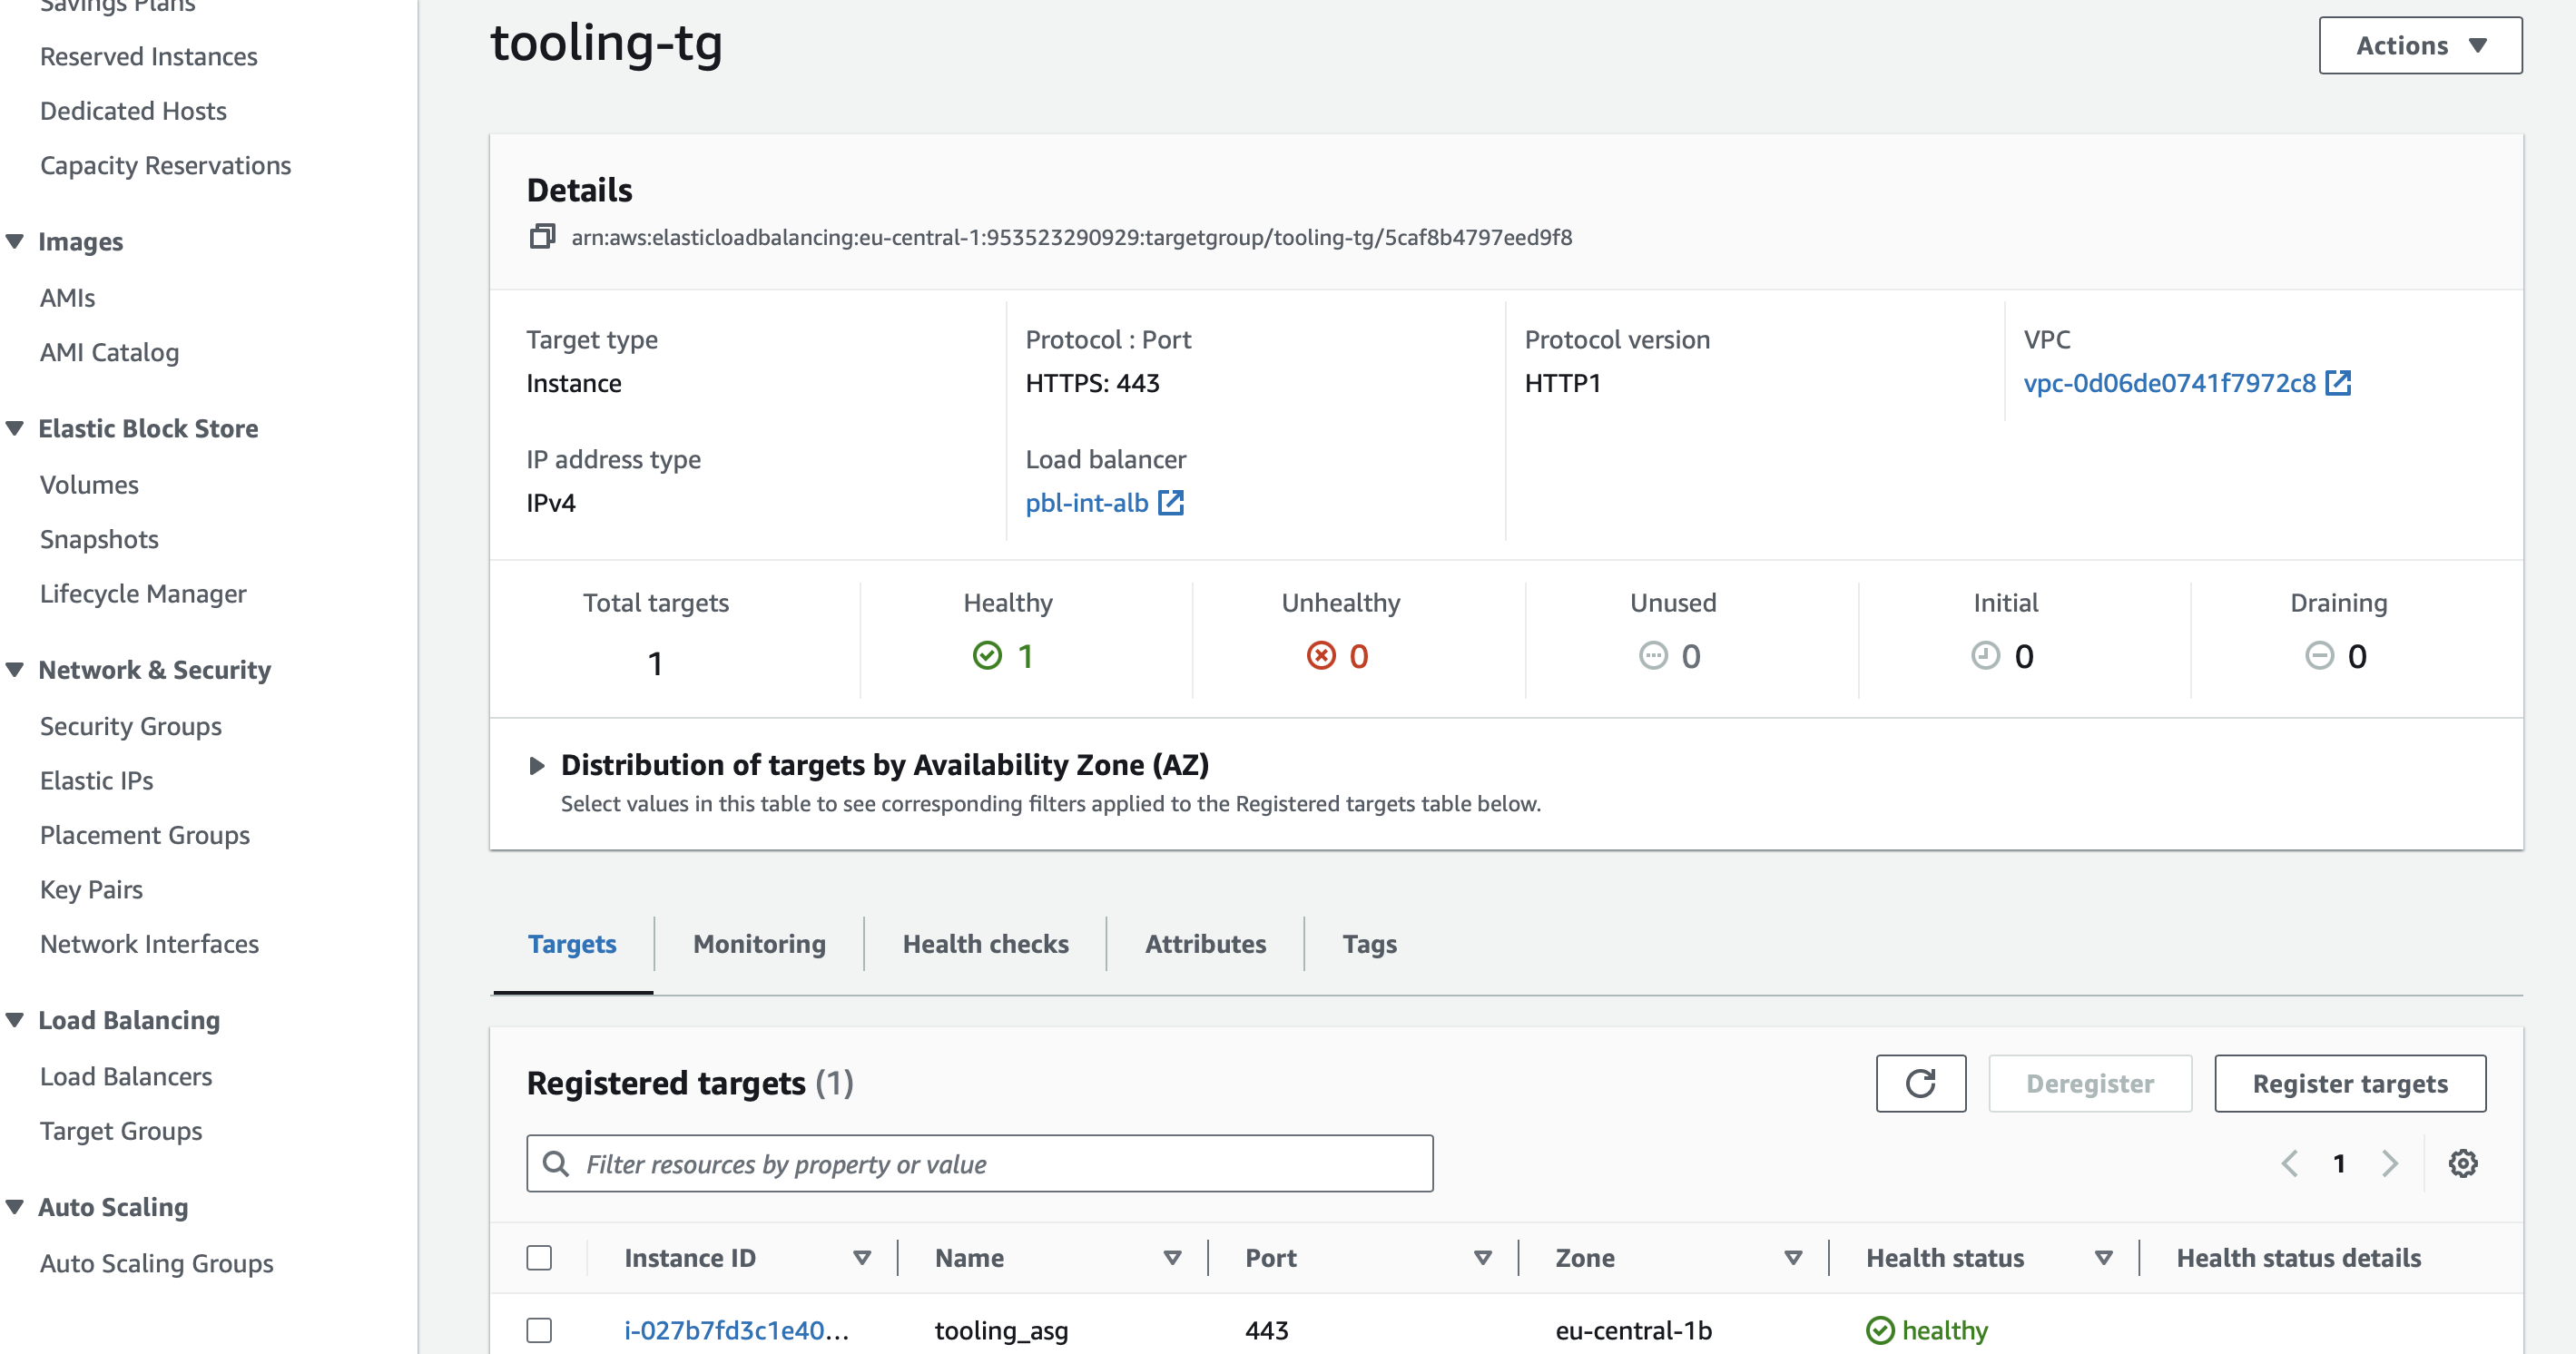 Savings Plans
Reserved Instances
Dedicated Hosts
Capacity Reservations
Images
AMIs
AMI Catalog
Elastic Block Store
Volumes
Snapshots
Lifecycle Manager
Network & Security
Security Groups
Elastic IPs
Placement Groups
Key Pairs
Network Interfaces
Load Balancing
Load Balancers
Target Groups
Auto Scaling
Auto Scaling Groups
tooling-tg
Actions
Details
arn:aws:elasticloadbalancing:eu-central-1:953523290929:targetgroup/tooling-tg/5caf8b4797eed9f8
Target type
Instance
Protocol : Port
HTTPS: 443
Protocol version
HTTP1
VPC
vpc-0d06de0741f7972c8
IP address type
IPv4
Load balancer
pbl-int-alb
Total targets
1
Healthy
1
Unhealthy
0
Unused
0
Initial
0
Draining
0
Distribution of targets by Availability Zone (AZ)
Select values in this table to see corresponding filters applied to the Registered targets table below.
Targets Monitoring Health checks Attributes Tags
Registered targets (1)
Deregister
Register targets
Filter resources by property or value
1
Instance ID Name Port Zone Health status Health status details
i-027b7fd3c1e40... tooling_asg 443 eu-central-1b healthy